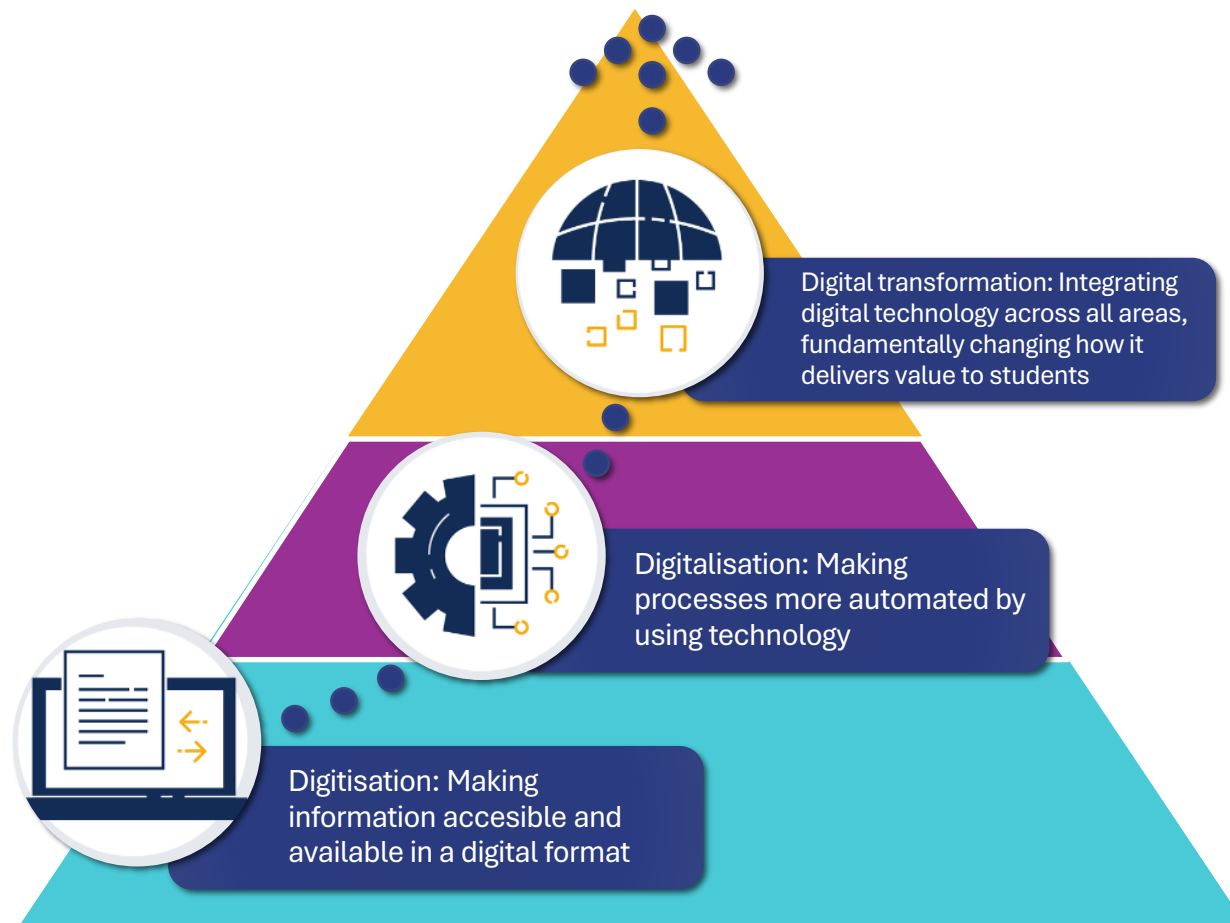 Digital transformation: Integrating
digital technology across all areas,
fundamentally changing how it
delivers value to students
Digitalisation: Making
processes more automated by
using technology
Digitisation: Making
information accesible and
available in a digital format